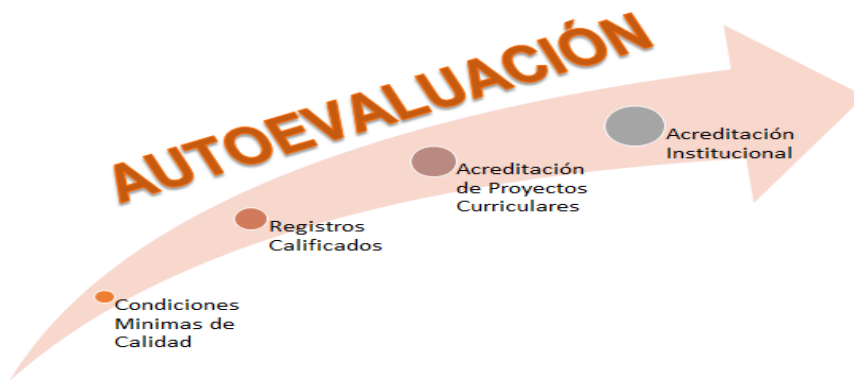 AUTOEVALUACIÓN
Condiciones
Minimas de
Calidad
Registros
Calificados
Acreditación
de Proyectos
Curriculares
Acreditación
Institucional